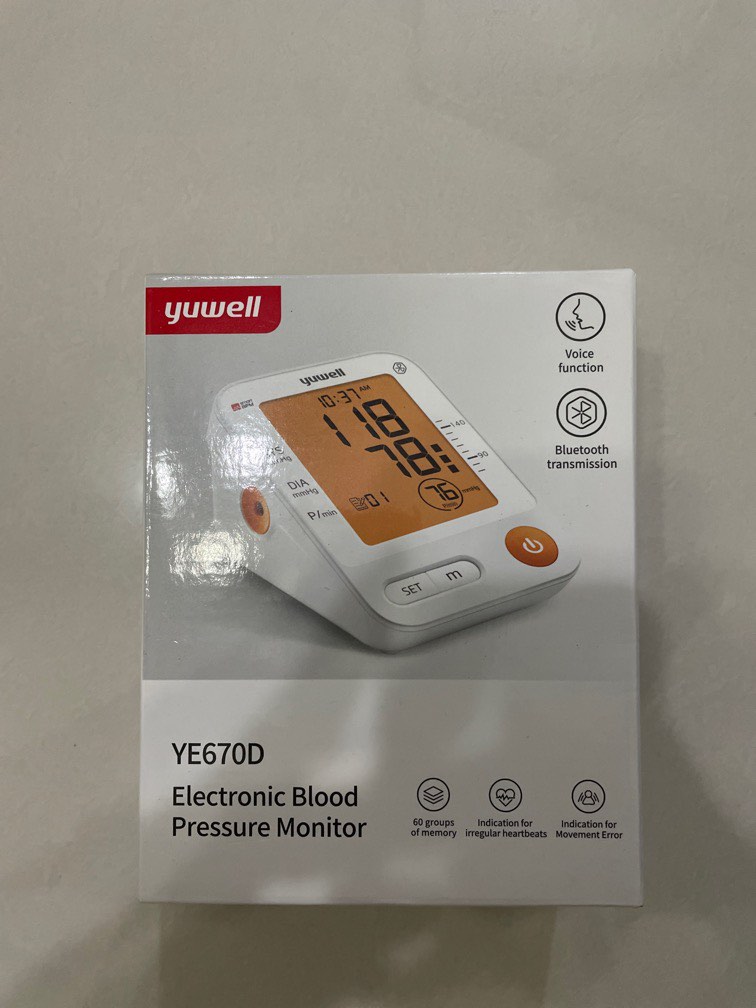 yuwell
Voice
function
Bluetooth
transmission
yuwell
10:37 AM
118
140
78
90
mmHg
DIA
mmHg
P/min
01
76
SET
m
YE670D
Electronic Blood
Pressure Monitor
60 groups
of memory
Indication for
irregular heartbeats
Indication for
Movement Error